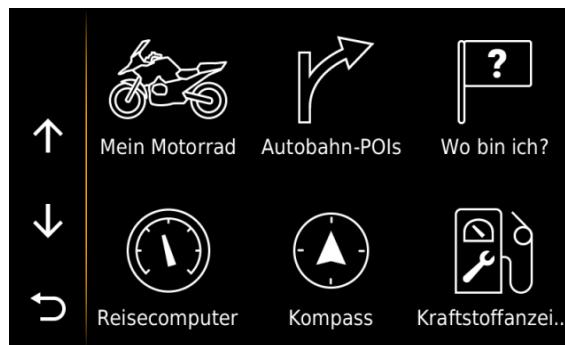 ?
Mein Motorrad
Autobahn-POIs
Wo bin ich?
Reisecomputer
Kompass
Kraftstoffanzei..